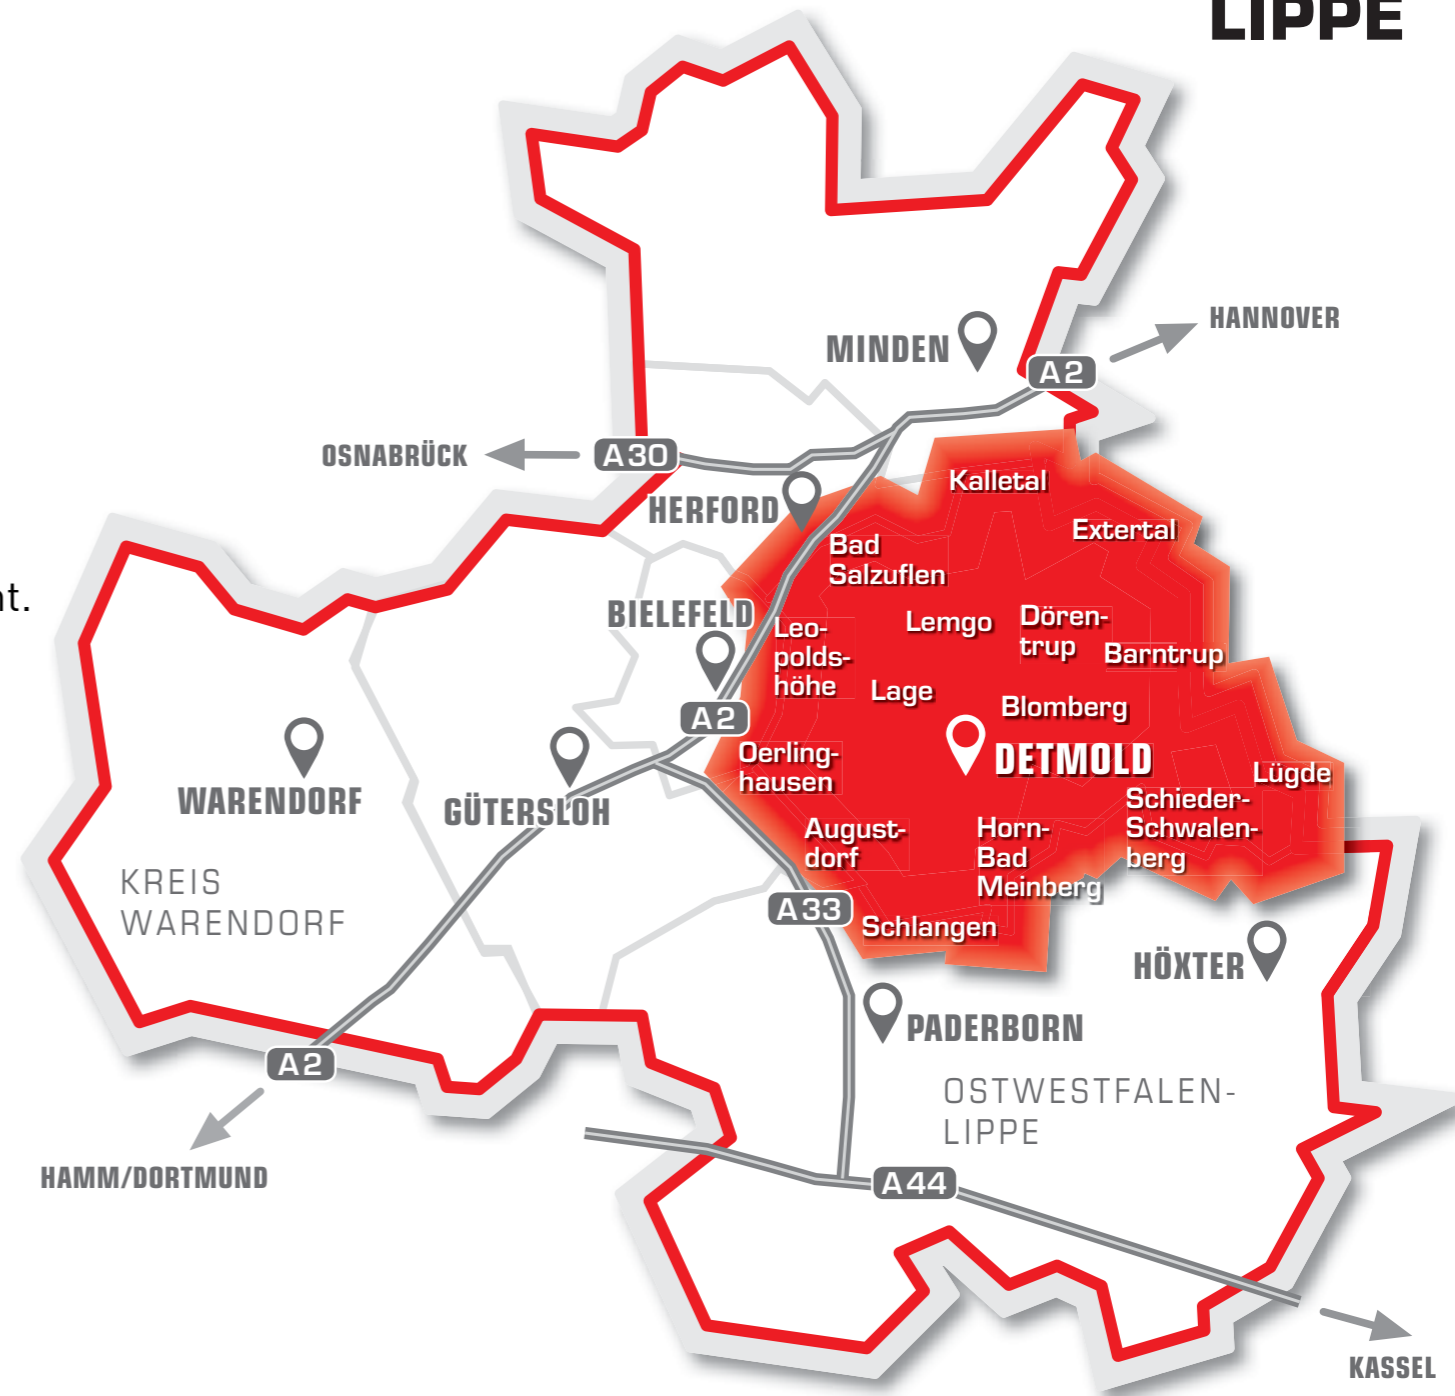 LIPPE
HANNOVER
MINDEN
A2
OSNABRÜCK
A30
Kalletal
HERFORD
Extertal
Bad
Salzuflen
nt.
BIELEFELD
Leo-
polds-
höhe
Lemgo
Dören-
trup
Barntrup
Lage
Blomberg
A2
DETMOLD
Oerling-
hausen
Lügde
WARENDORF
GÜTERSLOH
Schieder-
Schwalen-
berg
August-
dorf
Horn-
Bad
Meinberg
KREIS
WARENDORF
A33
Schlangen
HÖXTER
PADERBORN
A2
OSTWESTFALEN-
LIPPE
HAMM/DORTMUND
A44
KASSEL